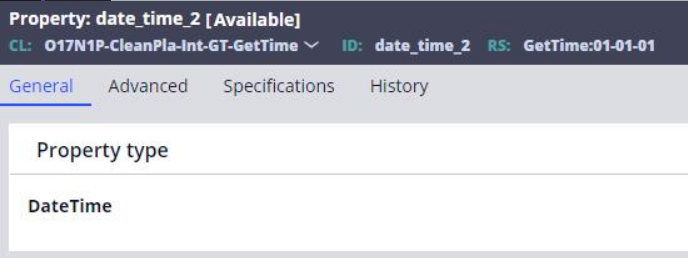 Property: date_time_2 [Available]
CL: O17N1P-CleanPla-Int-GT-GetTime ID: date_time_2 RS: GetTime:01-01-01
General Advanced Specifications History
Property type
DateTime